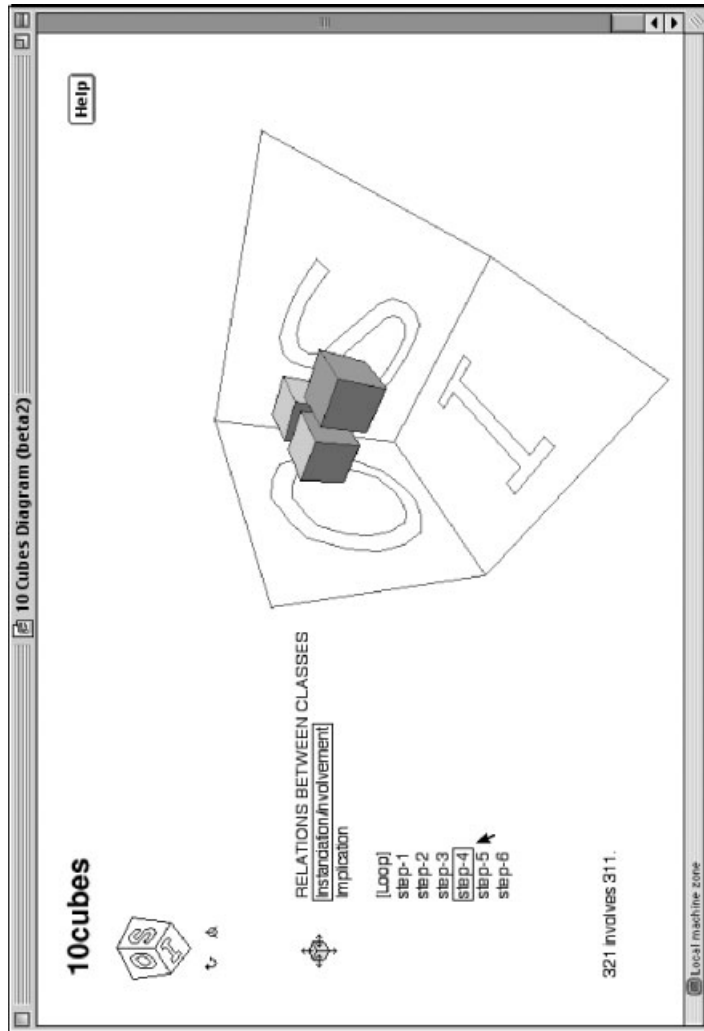 10 Cubes Diagram (beta2)
10cubes
Help
O S I
RELATIONS BETWEEN CLASSES
Instantiation/involvement
Implication
[Loop]
step-1
step-2
step-3
step-4
step-5
step-6
O S I
321 involves 311.
Local machine zone